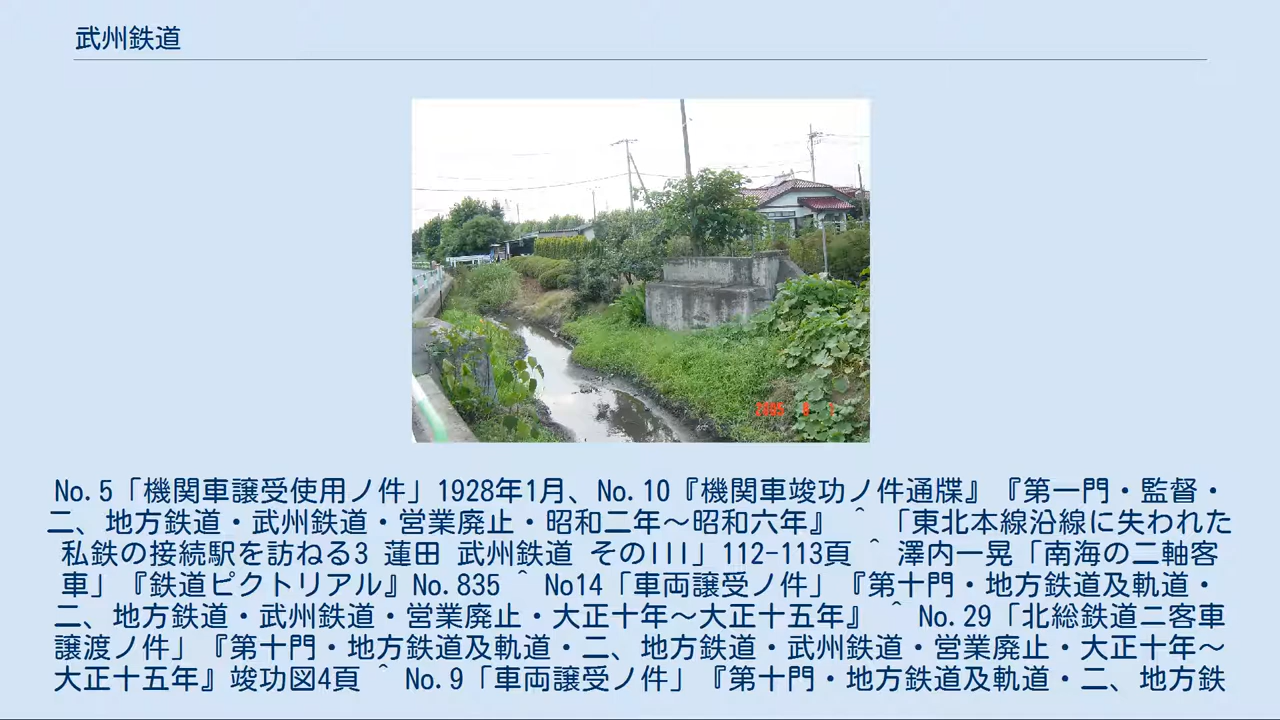 武州鉄道
No.5「機関車譲受使用ノ件」1928年1月、No.10『機関車竣功ノ件通牒』『第一門・監督・
二、地方鉄道・武州鉄道・営業廃止・昭和二年〜昭和六年』 ^ 「東北本線沿線に失われた
私鉄の接続駅を訪ねる3 蓮田 武州鉄道 そのIII」112-113頁 ^ 澤内一晃「南海の二軸客
車」『鉄道ピクトリアル』No.835 ^ No14「車両譲受ノ件」『第十門・地方鉄道及軌道・
二、地方鉄道・武州鉄道・営業廃止・大正十年〜大正十五年』 ^ No.29「北総鉄道ニ客車
譲渡ノ件」『第十門・地方鉄道及軌道・二、地方鉄道・武州鉄道・営業廃止・大正十年〜
大正十五年』竣功図4頁 ^ No.9「車両譲受ノ件」『第十門・地方鉄道及軌道・二、地方鉄